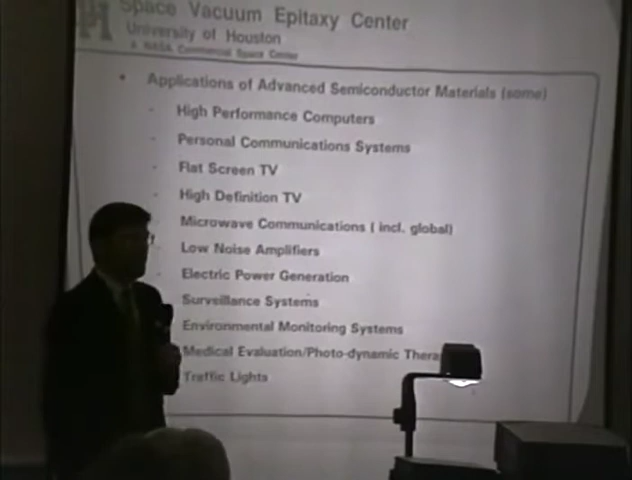 Space Vacuum Epitaxy Center
University of Houston
A NASA Commercial Space Center
• Applications of Advanced Semiconductor Materials (some)
- High Performance Computers
- Personal Communications Systems
- Flat Screen TV
- High Definition TV
Microwave Communications ( incl. global)
Low Noise Amplifiers
Electric Power Generation
Surveillance Systems
Environmental Monitoring Systems
Medical Evaluation/Photo-dynamic Thera
Traffic Lights